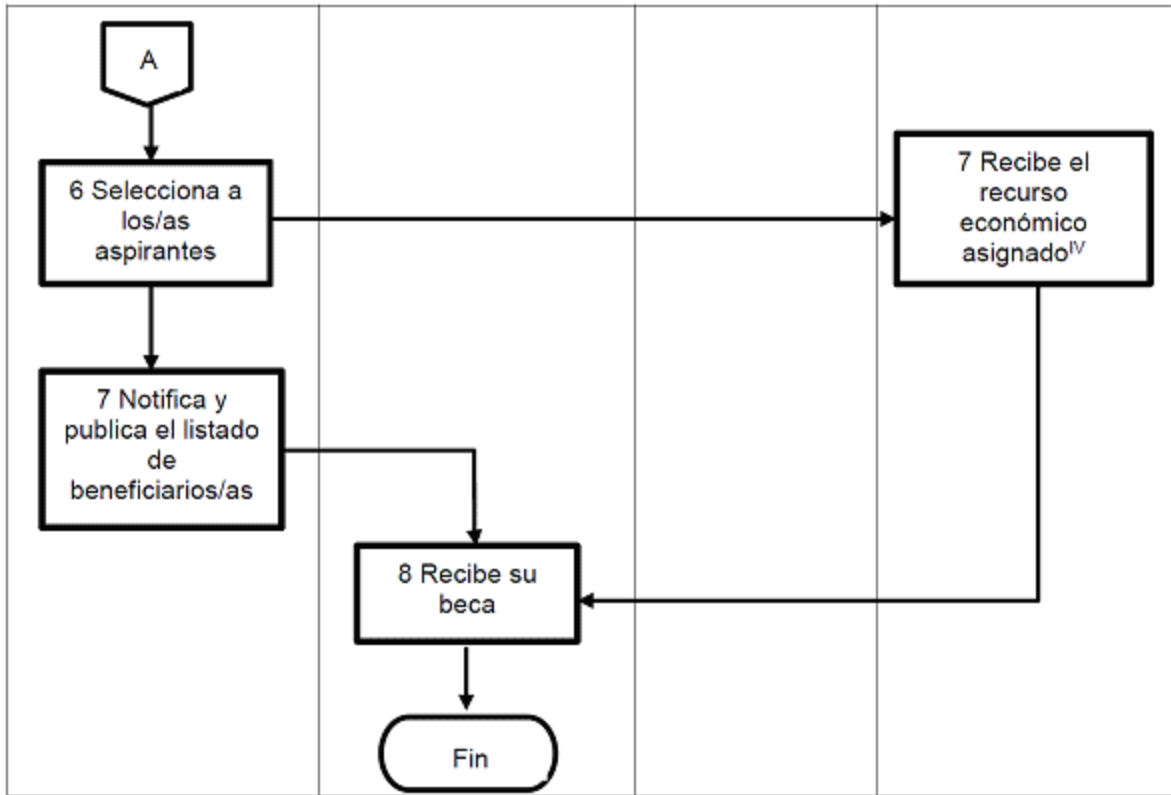 A
6 Selecciona a
los/as
aspirantes
7 Recibe el
recurso
económico
asignadoIV
7 Notifica y
publica el listado
de
beneficiarios/as
8 Recibe su
beca
Fin